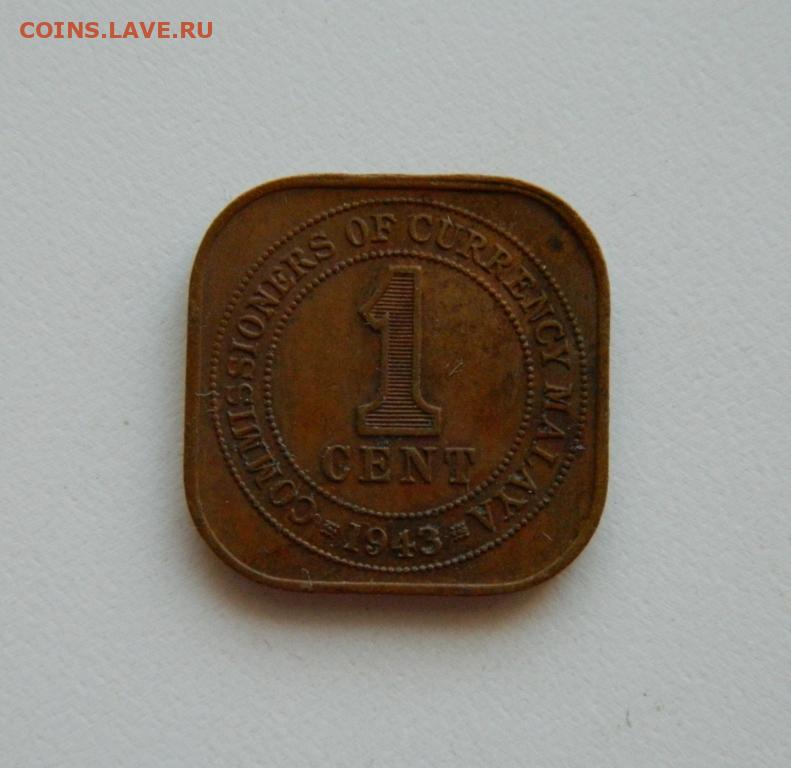 COINS.LAVE.RU
COMMISSIONERS OF CURRENCY MALAYA
1
CENT
1943